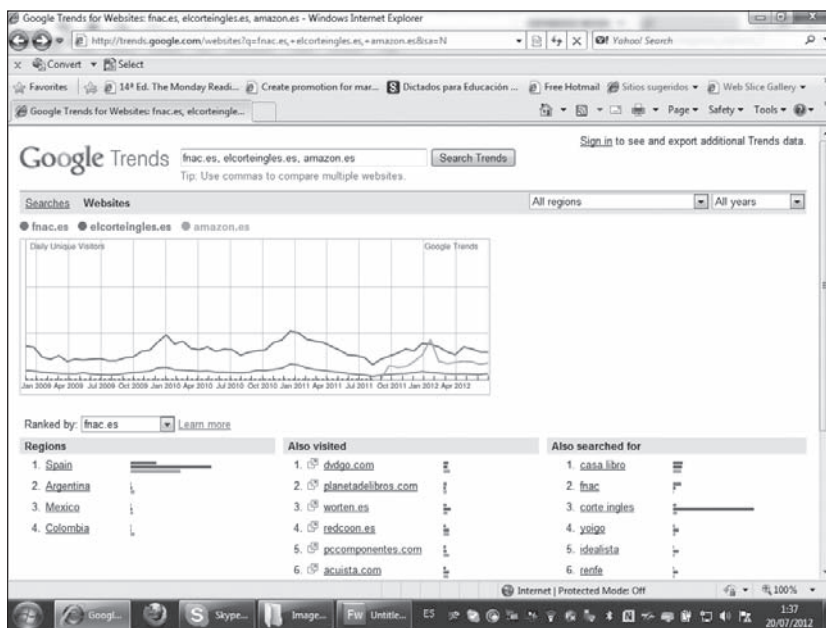 Google Trends for Websites: fnac.es, elcorteingles.es, amazon.es - Windows Internet Explorer
http://trends.google.com/websites?q=fnac.es,+elcorteingles.es,+amazon.es&sa=N
Yahoo! Search
x Convert Select
Favorites 14ª Ed. The Monday Readi... Create promotion for mar... Dictados para Educación ... Free Hotmail Sitios sugeridos Web Slice Gallery
Google Trends for Websites: fnac.es, elcorteingle... Page Safety Tools
Sign in to see and export additional Trends data.
Google Trends fnac.es, elcorteingles.es, amazon.es Search Trends
Tip: Use commas to compare multiple websites.
Searches Websites All regions All years
fnac.es elcorteingles.es amazon.es
Daily Unique Visitors Google Trends
Jan 2009 Apr 2009 Jul 2009 Oct 2009 Jan 2010 Apr 2010 Jul 2010 Oct 2010 Jan 2011 Apr 2011 Jul 2011 Oct 2011 Jan 2012 Apr 2012
Ranked by: fnac.es Learn more
Regions Also visited Also searched for
1. Spain 1. dvdgo.com 1. casa libro
2. Argentina 2. planetadelibros.com 2. fnac
3. Mexico 3. worten.es 3. corte ingles
4. Colombia 4. redcoon.es 4. yoigo
5. pccomponentes.com 5. idealista
6. acuista.com 6. renfe
Internet | Protected Mode: Off 100%
Googl... Skype... Image... Fw Untitle... ES 1:37
20/07/2012